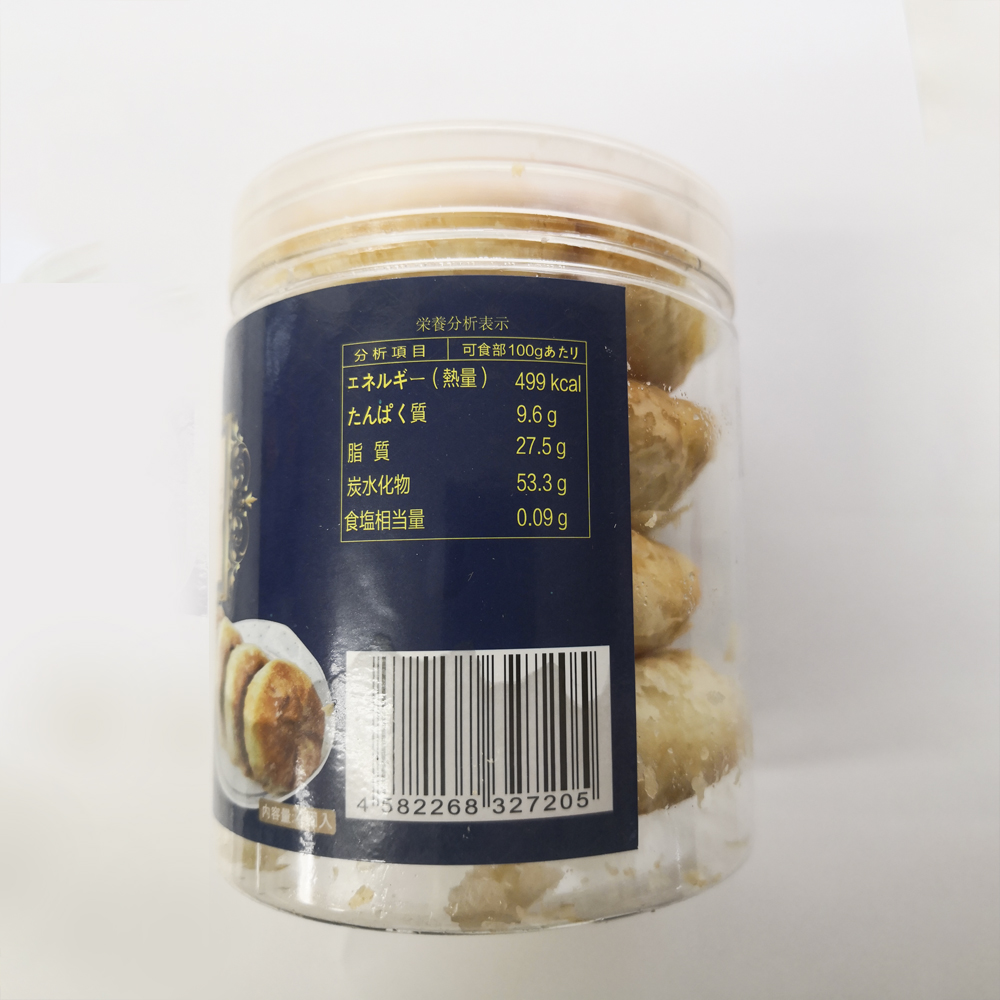 栄養分析表示
分析項目 可食部100gあたり
エネルギー(熱量) 499 kcal
たんぱく質 9.6 g
脂質 27.5 g
炭水化物 53.3 g
食塩相当量 0.09 g
4 582268 327205
内容量 個入